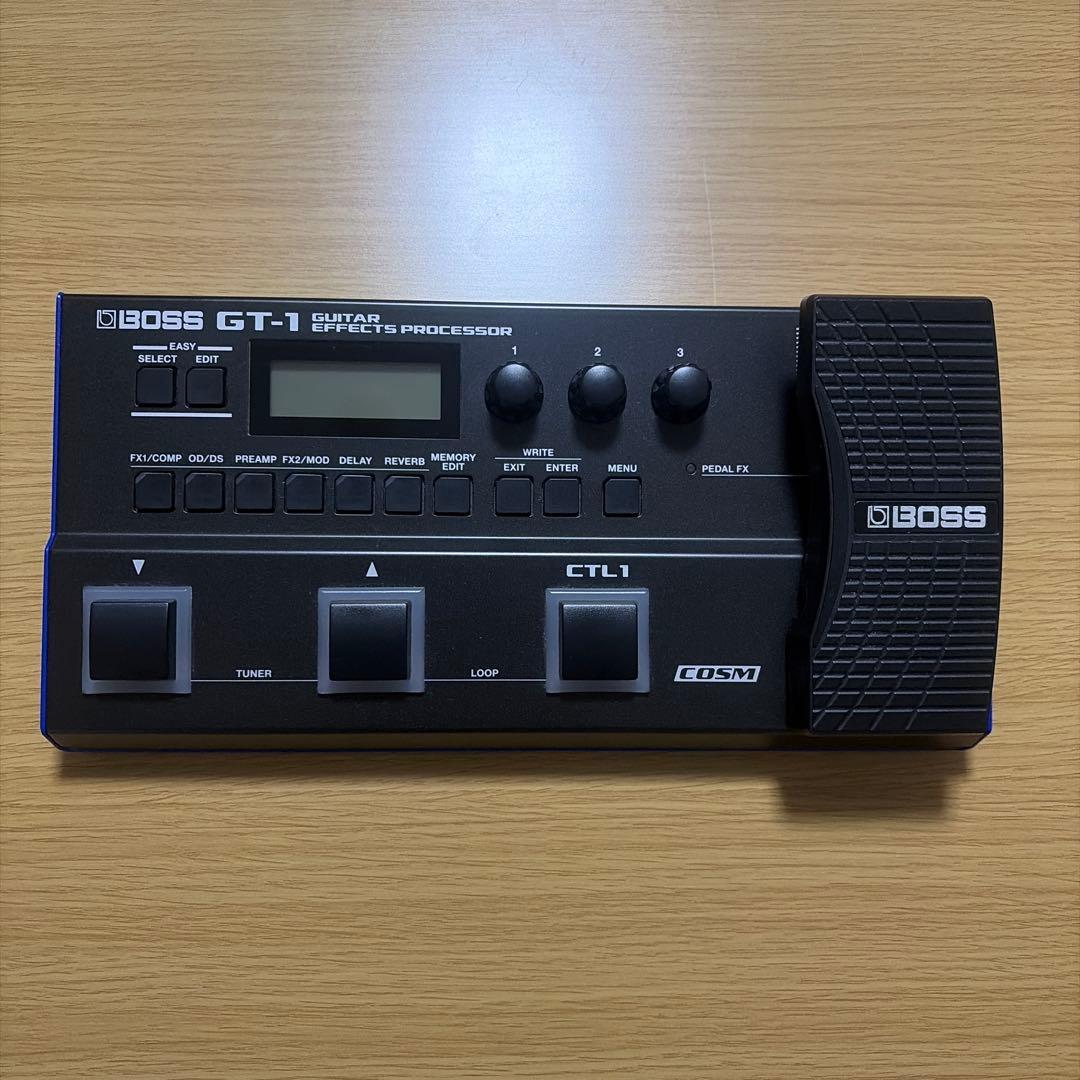 BOSS GT-1 GUITAR
EFFECTS PROCESSOR
EASY
SELECT EDIT
1 2 3
FX1/COMP OD/DS PREAMP FX2/MOD DELAY REVERB MEMORY
EDIT
WRITE
EXIT ENTER
MENU
PEDAL FX
BOSS
▼ ▲ CTL1
TUNER LOOP
COSM